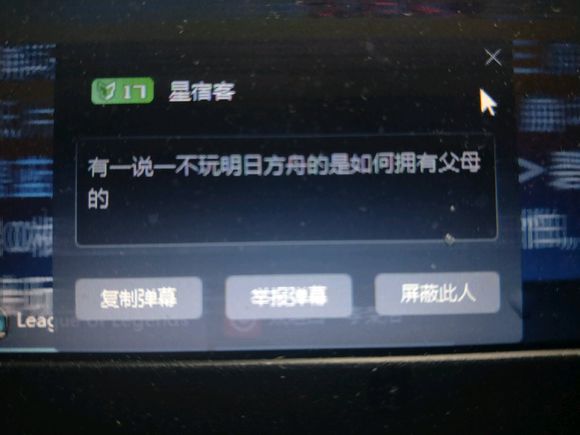 17 星宿客
有一说一不玩明日方舟的是如何拥有父母
的
复制弹幕 举报弹幕 屏蔽此人
League of Legends